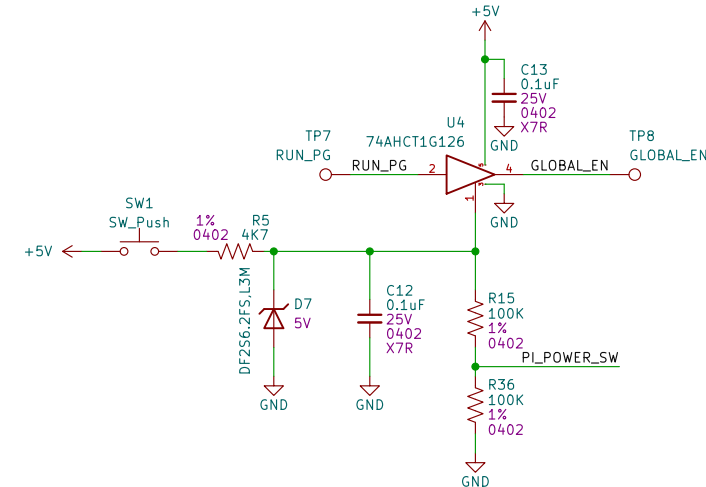 +5V
C13
0.1uF
25V
0402
X7R
GND
U4
74AHCT1G126
TP7
RUN_PG
RUN_PG
2
5
4
3
1
GLOBAL_EN
TP8
GLOBAL_EN
GND
SW1
SW_Push
+5V
1%
0402
R5
4K7
DF2S6.2FS,L3M
D7
5V
GND
C12
0.1uF
25V
0402
X7R
GND
R15
100K
1%
0402
PI_POWER_SW
R36
100K
1%
0402
GND